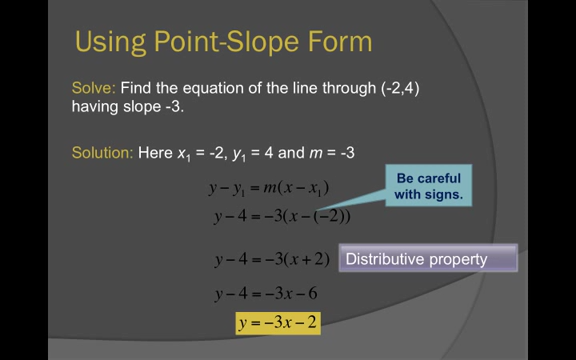 Using Point-Slope Form
Solve: Find the equation of the line through (-2,4)
having slope -3.
Solution: Here x₁ = -2, y₁ = 4 and m = -3
Be careful
with signs.
y − y₁ = m(x − x₁)
y − 4 = −3(x − (−2))
y − 4 = −3(x + 2)
Distributive property
y − 4 = −3x − 6
y = −3x − 2